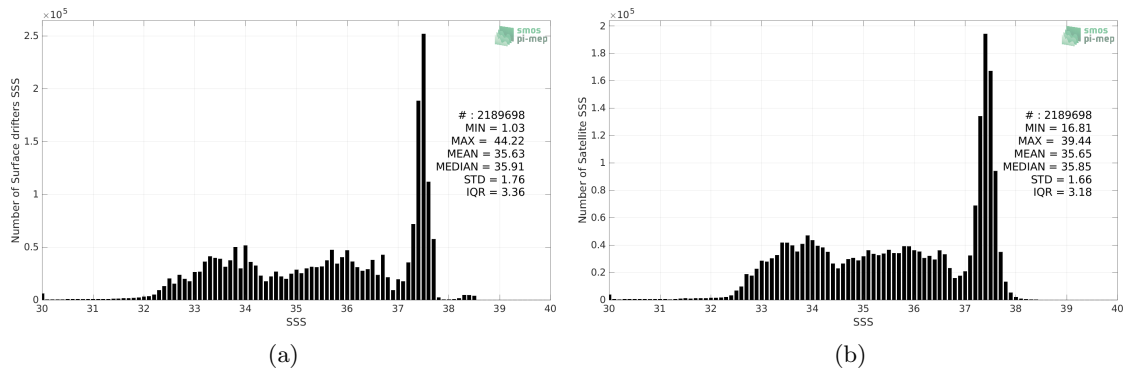 ×10⁵
2.5
2
1.5
1
0.5
0
30 31 32 33 34 35 36 37 38 39 40
SSS
Number of Surface drifters SSS
smos
pi-mep
# : 2189698
MIN = 1.03
MAX = 44.22
MEAN = 35.63
MEDIAN = 35.91
STD = 1.76
IQR = 3.36
(a)
×10⁵
2
1.8
1.6
1.4
1.2
1
0.8
0.6
0.4
0.2
0
30 31 32 33 34 35 36 37 38 39 40
SSS
Number of Satellite SSS
smos
pi-mep
# : 2189698
MIN = 16.81
MAX = 39.44
MEAN = 35.65
MEDIAN = 35.85
STD = 1.66
IQR = 3.18
(b)